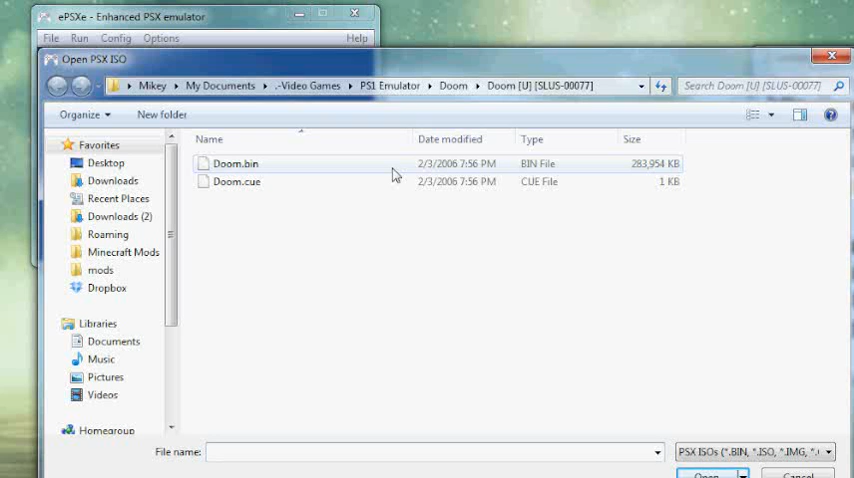 ePSXe - Enhanced PSX emulator
File Run Config Options Help
Open PSX ISO
Mikey My Documents .-Video Games PS1 Emulator Doom Doom [U] [SLUS-00077] Search Doom [U] [SLUS-00077]
Organize New folder
Name Date modified Type Size
Favorites
Doom.bin 2/3/2006 7:56 PM BIN File 283,954 KB
Desktop
Doom.cue 2/3/2006 7:56 PM CUE File 1 KB
Downloads
Recent Places
Downloads (2)
Roaming
Minecraft Mods
mods
Dropbox
Libraries
Documents
Music
Pictures
Videos
Homegroup
File name: PSX ISOs (*.BIN, *.ISO, *.IMG, *.
Open Cancel